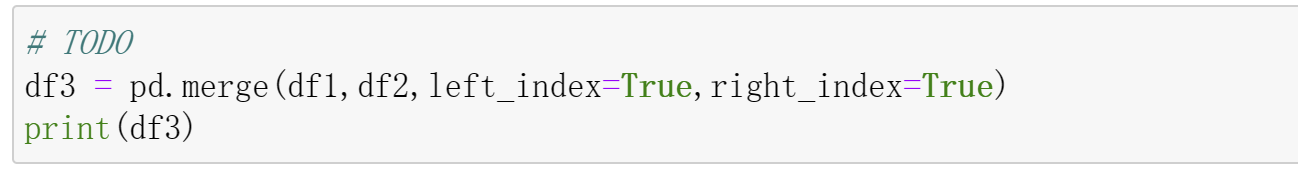 # TODO
df3 = pd.merge(df1,df2,left_index=True,right_index=True)
print(df3)